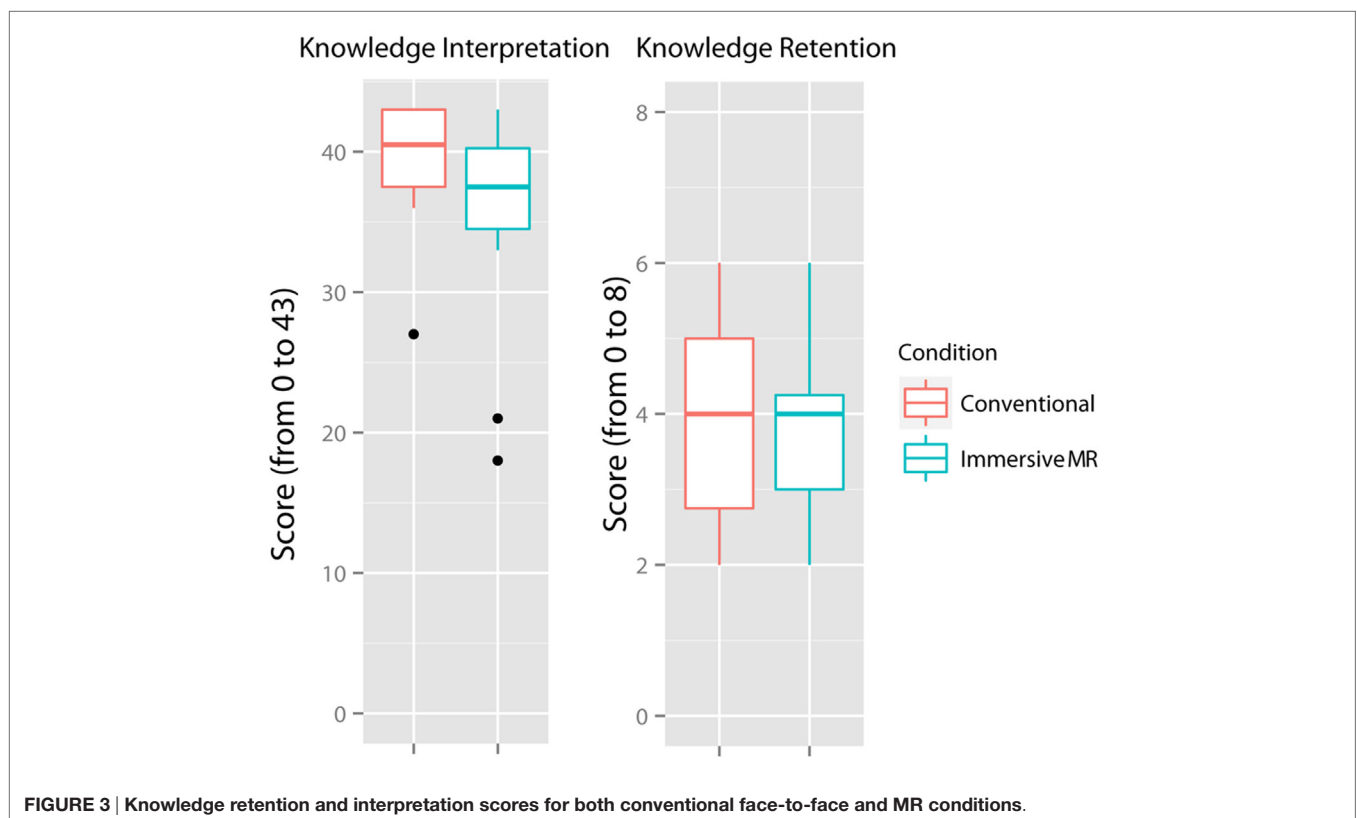 Knowledge Interpretation
Knowledge Retention
Score (from 0 to 43)
40
30
20
10
0
Score (from 0 to 8)
8
6
4
2
0
Condition
Conventional
Immersive MR
FIGURE 3 | Knowledge retention and interpretation scores for both conventional face-to-face and MR conditions.